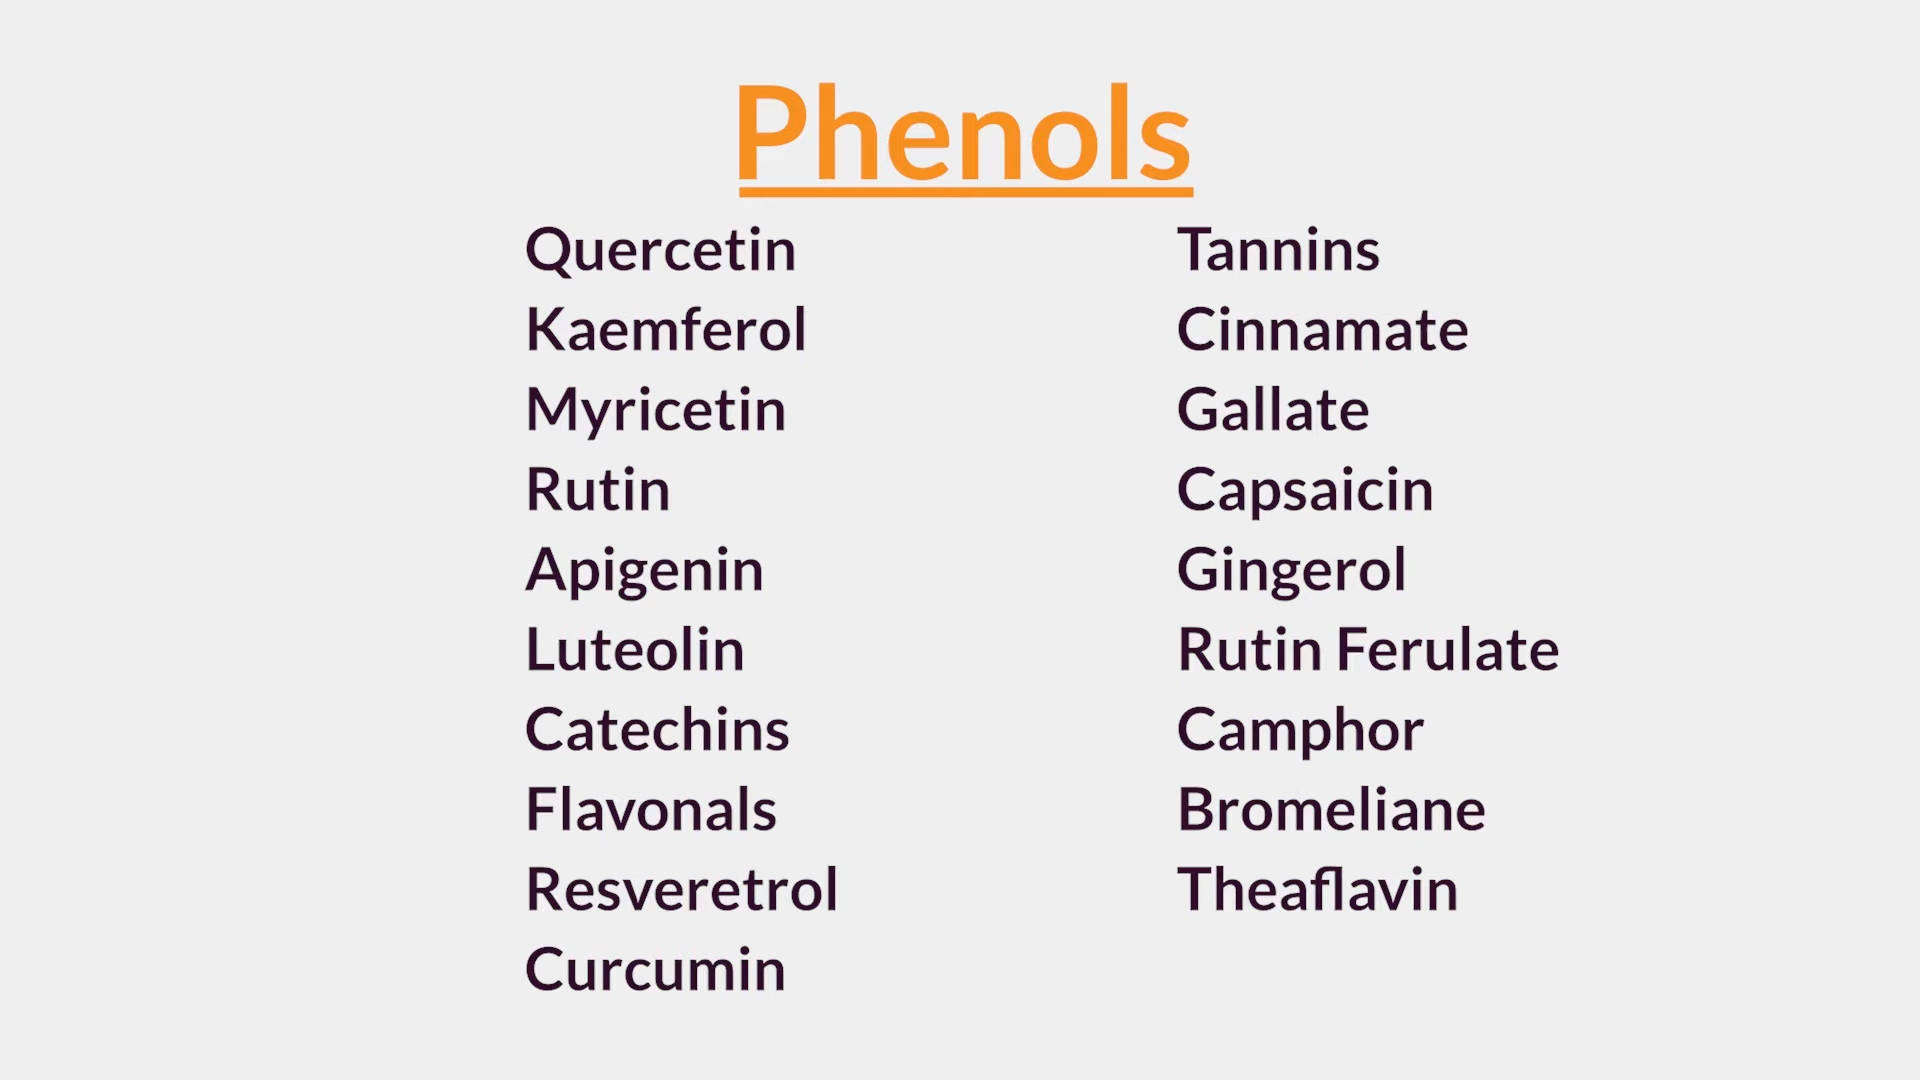 Phenols
Quercetin
Kaemferol
Myricetin
Rutin
Apigenin
Luteolin
Catechins
Flavonals
Resveretrol
Curcumin
Tannins
Cinnamate
Gallate
Capsaicin
Gingerol
Rutin Ferulate
Camphor
Bromeliane
Theaflavin